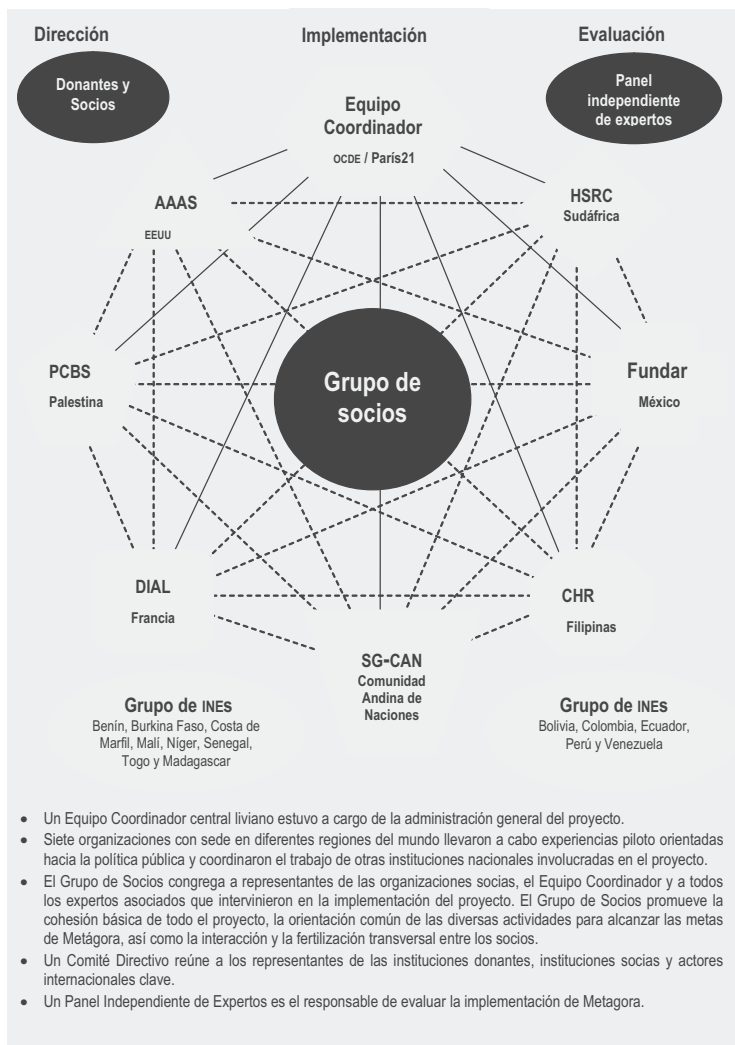 Dirección
Implementación
Evaluación
Donantes y
Socios
Panel
independiente
de expertos
Equipo
Coordinador
OCDE / París21
AAAS
EEUU
HSRC
Sudáfrica
PCBS
Palestina
Grupo de
socios
Fundar
México
DIAL
Francia
CHR
Filipinas
SG-CAN
Comunidad
Andina de
Naciones
Grupo de INEs
Benín, Burkina Faso, Costa de
Marfil, Malí, Níger, Senegal,
Togo y Madagascar
Grupo de INEs
Bolivia, Colombia, Ecuador,
Perú y Venezuela
• Un Equipo Coordinador central liviano estuvo a cargo de la administración general del proyecto.
• Siete organizaciones con sede en diferentes regiones del mundo llevaron a cabo experiencias piloto orientadas
hacia la política pública y coordinaron el trabajo de otras instituciones nacionales involucradas en el proyecto.
• El Grupo de Socios congrega a representantes de las organizaciones socias, el Equipo Coordinador y a todos
los expertos asociados que intervinieron en la implementación del proyecto. El Grupo de Socios promueve la
cohesión básica de todo el proyecto, la orientación común de las diversas actividades para alcanzar las metas
de Metágora, así como la interacción y la fertilización transversal entre los socios.
• Un Comité Directivo reúne a los representantes de las instituciones donantes, instituciones socias y actores
internacionales clave.
• Un Panel Independiente de Expertos es el responsable de evaluar la implementación de Metagora.